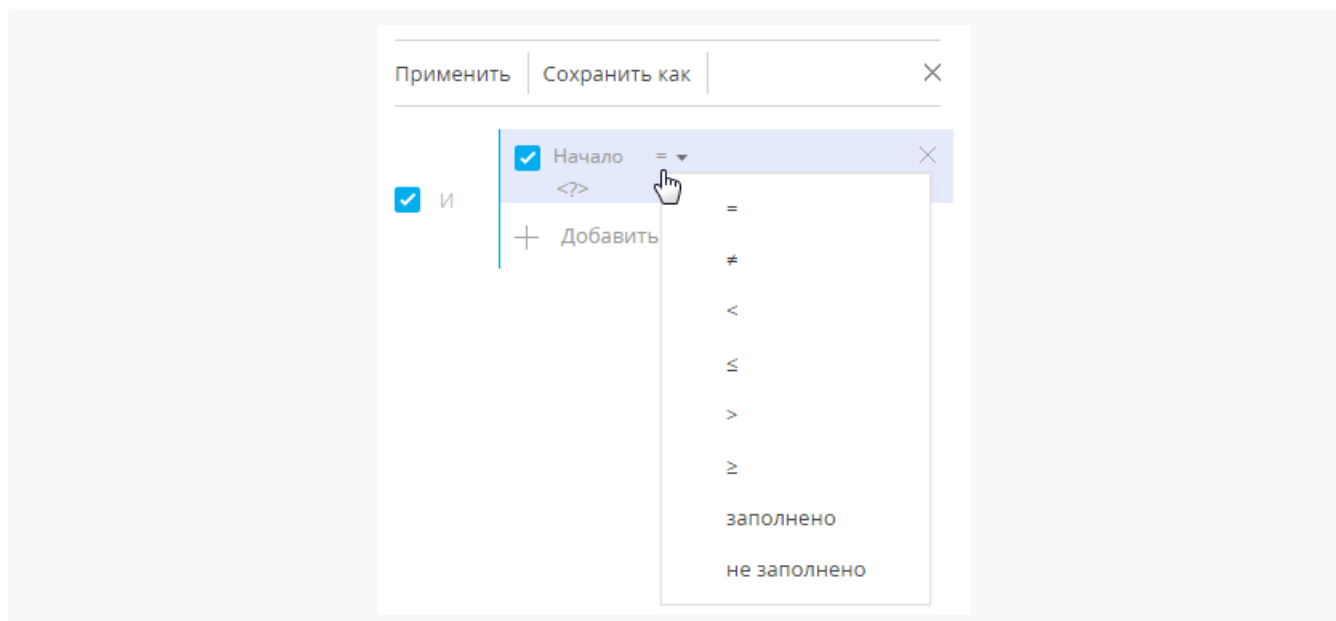 Применить Сохранить как
Начало =
<?>
И
Добавить
=
≠
<
≤
>
≥
заполнено
не заполнено